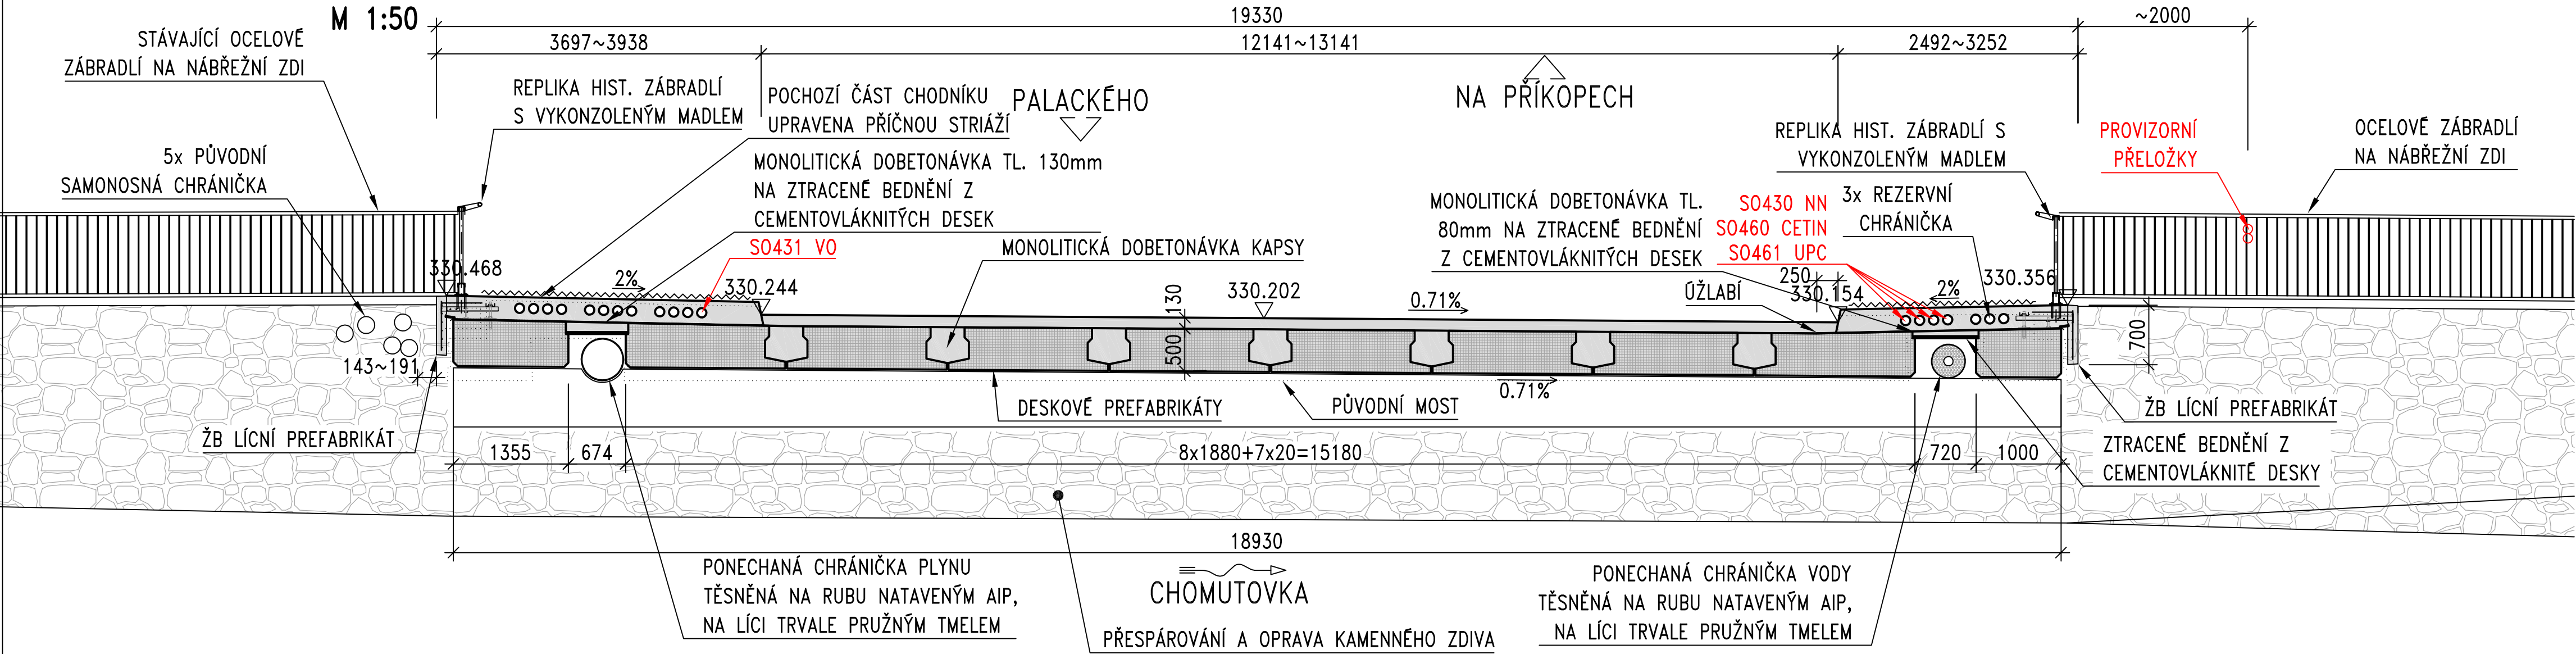 M 1:50
19330
~2000
3697~3938
12141~13141
2492~3252
STÁVAJÍCÍ OCELOVÉ
ZÁBRADLÍ NA NÁBŘEŽNÍ ZDI
REPLIKA HIST. ZÁBRADLÍ
S VYKONZOLENÝM MADLEM
POCHOZÍ ČÁST CHODNÍKU
UPRAVENA PŘÍČNOU STRIÁŽÍ
PALACKÉHO
NA PŘÍKOPECH
REPLIKA HIST. ZÁBRADLÍ S
VYKONZOLENÝM MADLEM
PROVIZORNÍ
PŘELOŽKY
OCELOVÉ ZÁBRADLÍ
NA NÁBŘEŽNÍ ZDI
5x PŮVODNÍ
SAMONOSNÁ CHRÁNIČKA
MONOLITICKÁ DOBETONÁVKA TL. 130mm
NA ZTRACENÉ BEDNĚNÍ Z
CEMENTOVLÁKNITÝCH DESEK
SO431 VO
MONOLITICKÁ DOBETONÁVKA KAPSY
MONOLITICKÁ DOBETONÁVKA TL.
80mm NA ZTRACENÉ BEDNĚNÍ
Z CEMENTOVLÁKNITÝCH DESEK
SO430 NN
SO460 CETIN
SO461 UPC
3x REZERVNÍ
CHRÁNIČKA
330.468
2%
330.244
130
330.202
0.71%
ÚŽLABÍ
250
330.154
2%
330.356
500
700
143~191
0.71%
DESKOVÉ PREFABRIKÁTY
PŮVODNÍ MOST
ŽB LÍCNÍ PREFABRIKÁT
ŽB LÍCNÍ PREFABRIKÁT
ZTRACENÉ BEDNĚNÍ Z
CEMENTOVLÁKNITÉ DESKY
1355
674
8x1880+7x20=15180
720
1000
18930
PONECHANÁ CHRÁNIČKA PLYNU
TĚSNĚNÁ NA RUBU NATAVENÝM AIP,
NA LÍCI TRVALE PRUŽNÝM TMELEM
CHOMUTOVKA
PŘESPÁROVÁNÍ A OPRAVA KAMENNÉHO ZDIVA
PONECHANÁ CHRÁNIČKA VODY
TĚSNĚNÁ NA RUBU NATAVENÝM AIP,
NA LÍCI TRVALE PRUŽNÝM TMELEM